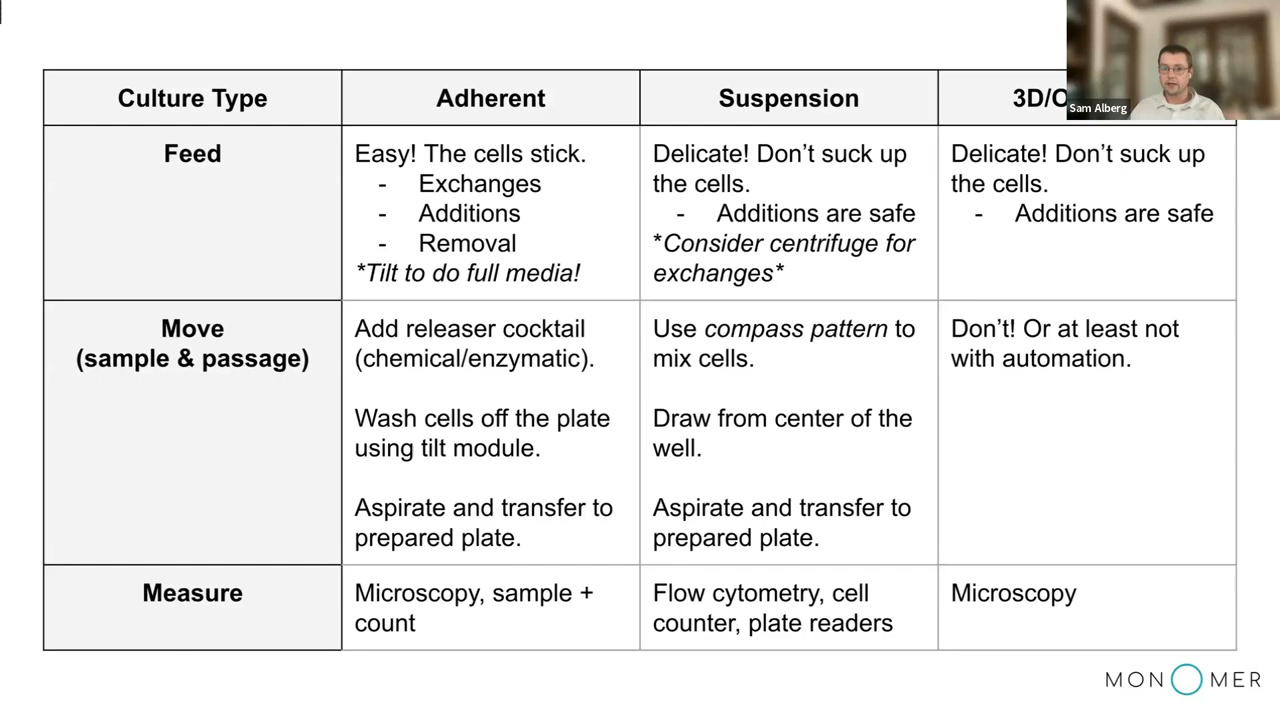 Culture Type
Adherent
Suspension
3D/
Sam Alberg
Feed
Easy! The cells stick.
- Exchanges
- Additions
- Removal
*Tilt to do full media!
Delicate! Don’t suck up
the cells.
- Additions are safe
*Consider centrifuge for
exchanges*
Delicate! Don’t suck up
the cells.
- Additions are safe
Move
(sample & passage)
Add releaser cocktail
(chemical/enzymatic).
Wash cells off the plate
using tilt module.
Aspirate and transfer to
prepared plate.
Use compass pattern to
mix cells.
Draw from center of the
well.
Aspirate and transfer to
prepared plate.
Don’t! Or at least not
with automation.
Measure
Microscopy, sample +
count
Flow cytometry, cell
counter, plate readers
Microscopy
MONOMER